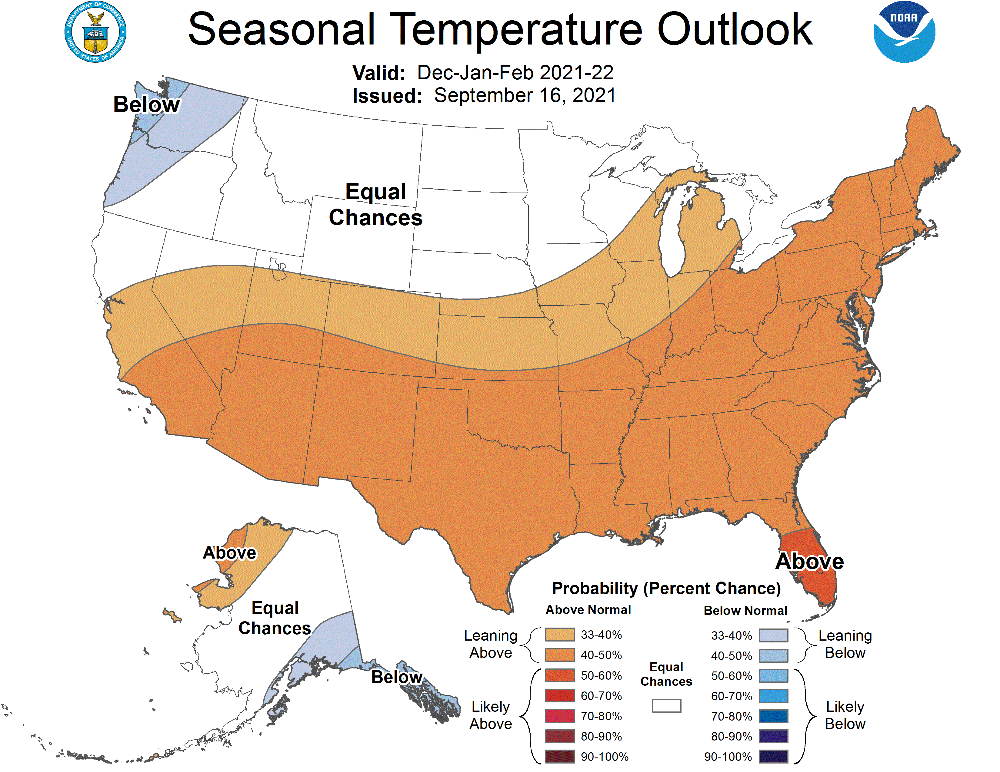 DEPARTMENT OF COMMERCE
UNITED STATES OF AMERICA
Seasonal Temperature Outlook
NOAA
Valid: Dec-Jan-Feb 2021-22
Issued: September 16, 2021
Below
Equal
Chances
Above
Equal
Chances
Below
Above
Probability (Percent Chance)
Above Normal
Below Normal
Leaning
Above
33-40%
40-50%
Likely
Above
50-60%
60-70%
70-80%
80-90%
90-100%
Equal
Chances
33-40%
40-50%
Leaning
Below
50-60%
60-70%
70-80%
80-90%
90-100%
Likely
Below